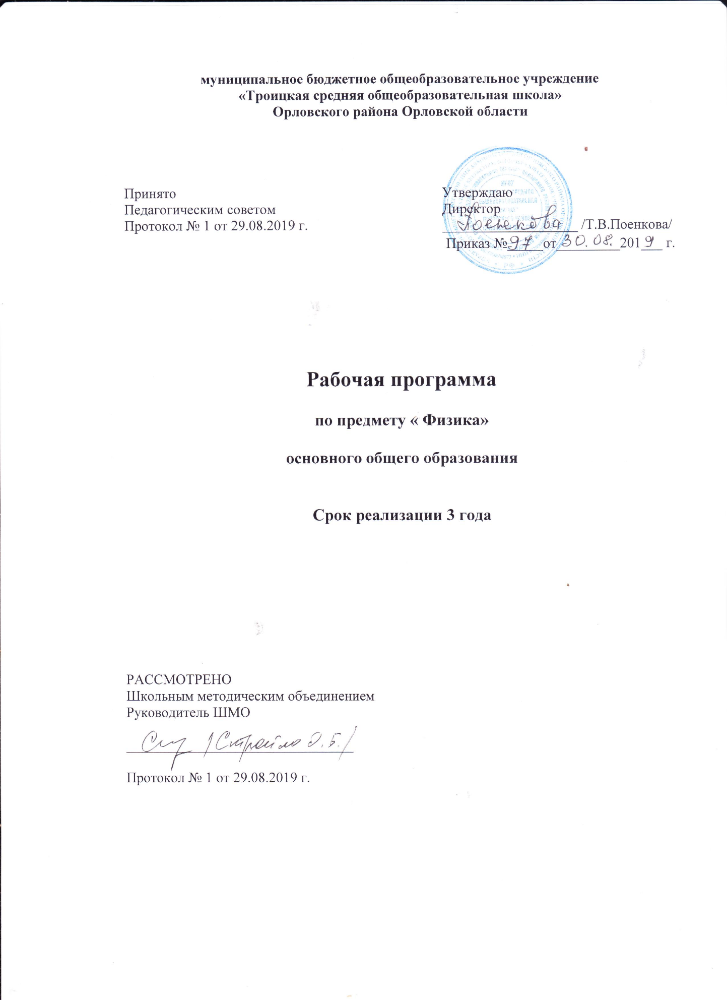 муниципальное бюджетное общеобразовательное учреждение
«Троицкая средняя общеобразовательная школа»
Орловского района Орловской области
Принято
Педагогическим советом
Протокол № 1 от 29.08.2019 г.
Утверждаю
Директор
Поенкова /Т.В.Поенкова/
Приказ № 97 от 30.08. 2019 г.
Рабочая программа
по предмету « Физика»
основного общего образования
Срок реализации 3 года
РАССМОТРЕНО
Школьным методическим объединением
Руководитель ШМО
/Стройло О.Б./
Протокол № 1 от 29.08.2019 г.